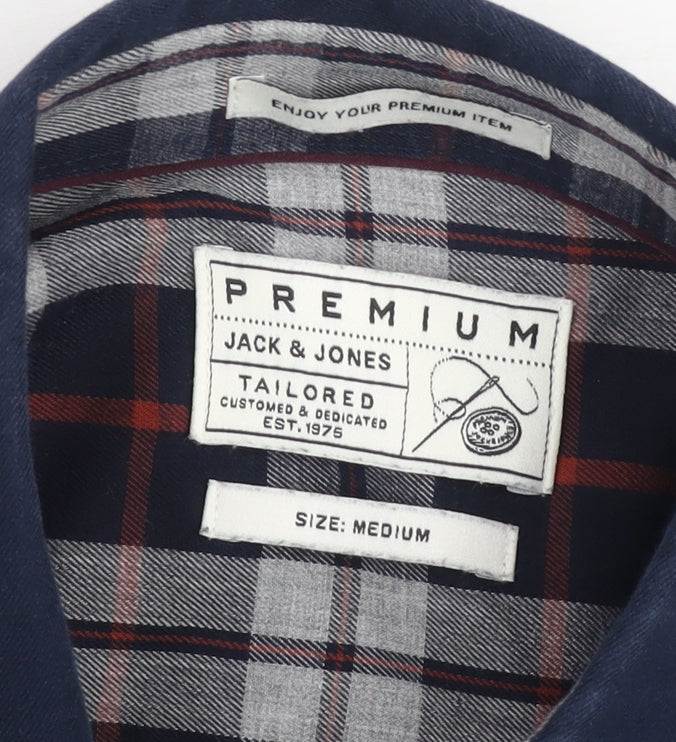 ENJOY YOUR PREMIUM ITEM
PREMIUM
JACK & JONES
TAILORED
CUSTOMED & DEDICATED
EST. 1975
SIZE: MEDIUM